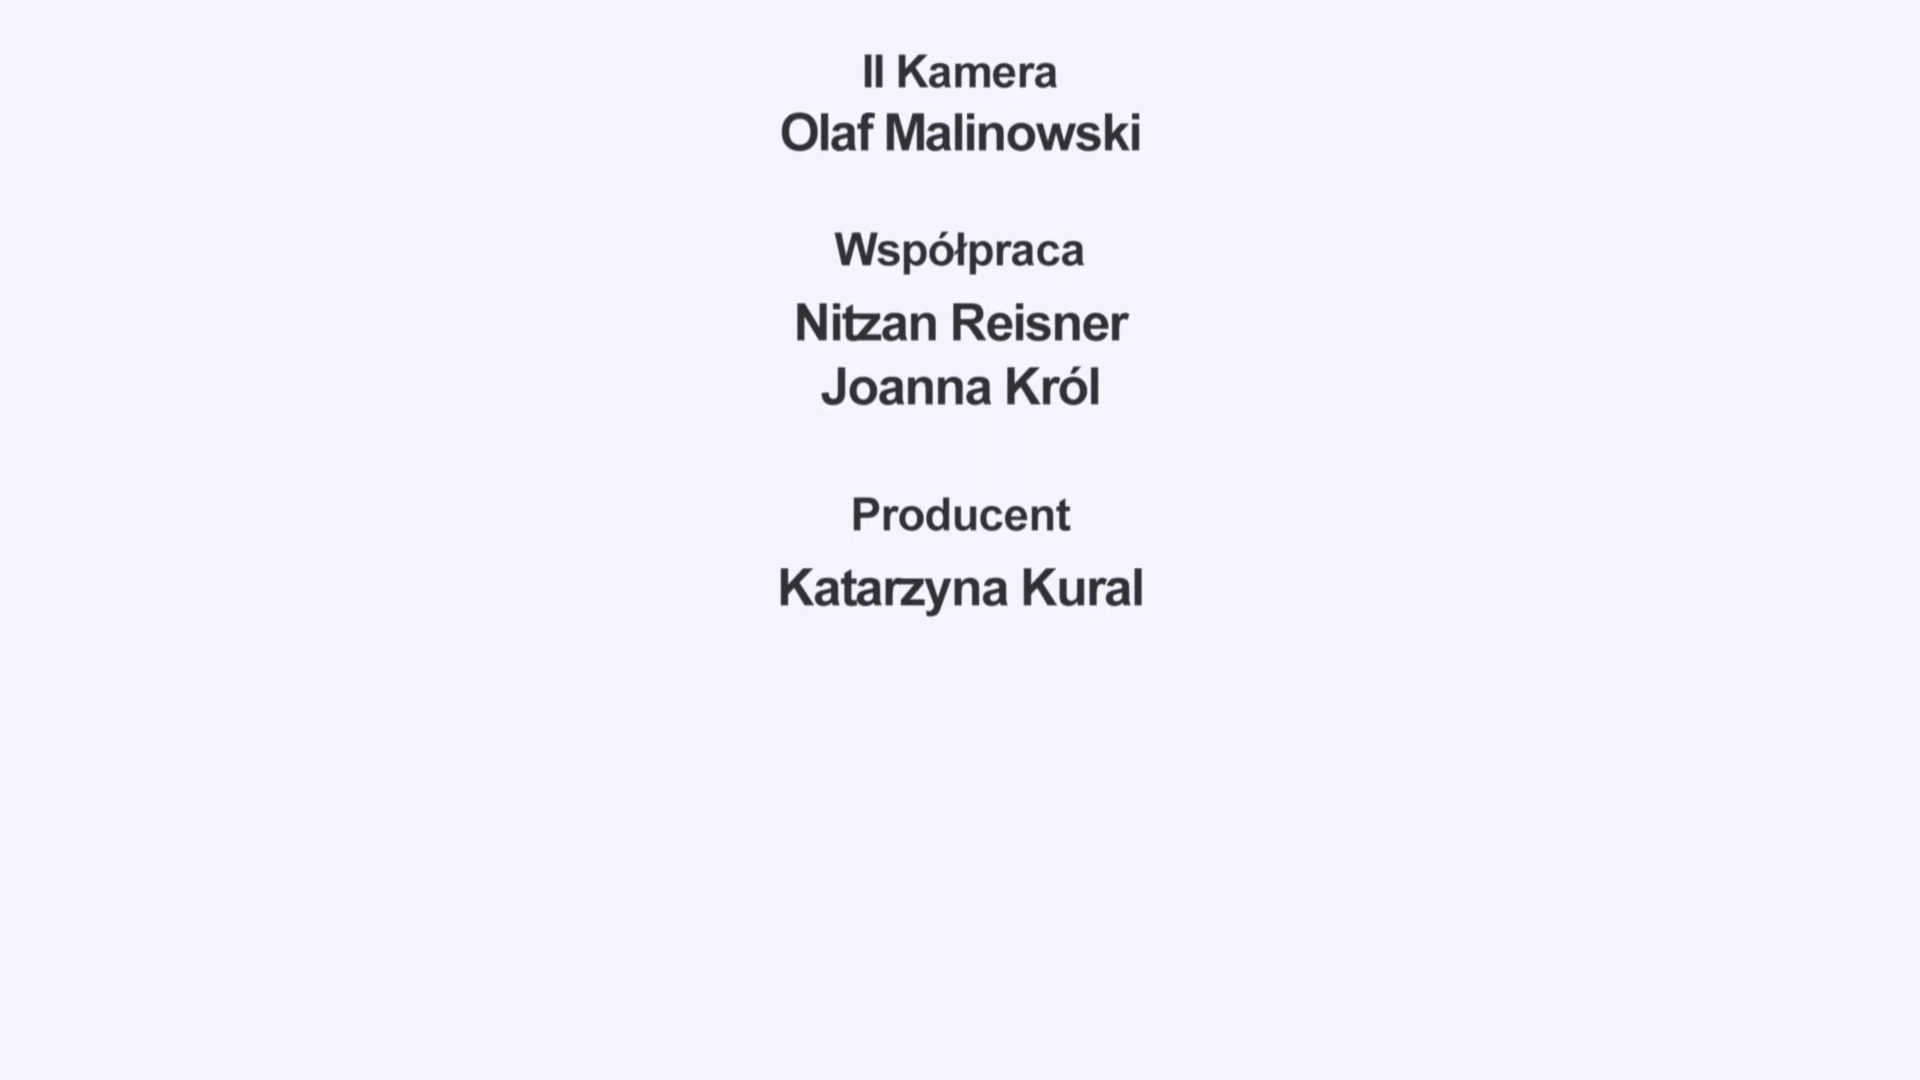 II Kamera
Olaf Malinowski
Współpraca
Nitzan Reisner
Joanna Król
Producent
Katarzyna Kural